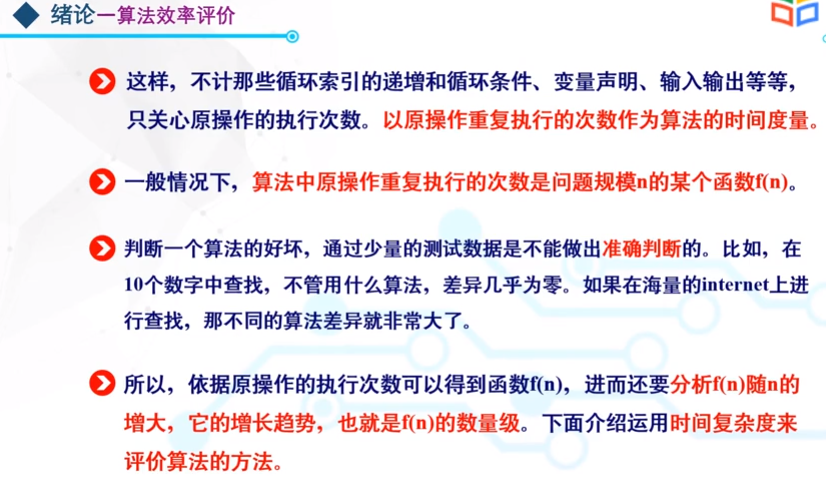 绪论—算法效率评价
这样，不计那些循环索引的递增和循环条件、变量声明、输入输出等等，
只关心原操作的执行次数。以原操作重复执行的次数作为算法的时间度量。
一般情况下，算法中原操作重复执行的次数是问题规模n的某个函数f(n)。
判断一个算法的好坏，通过少量的测试数据是不能做出准确判断的。比如，在
10个数字中查找，不管用什么算法，差异几乎为零。如果在海量的internet上进
行查找，那不同的算法差异就非常大了。
所以，依据原操作的执行次数可以得到函数f(n)，进而还要分析f(n)随n的
增大，它的增长趋势，也就是f(n)的数量级。下面介绍运用时间复杂度来
评价算法的方法。